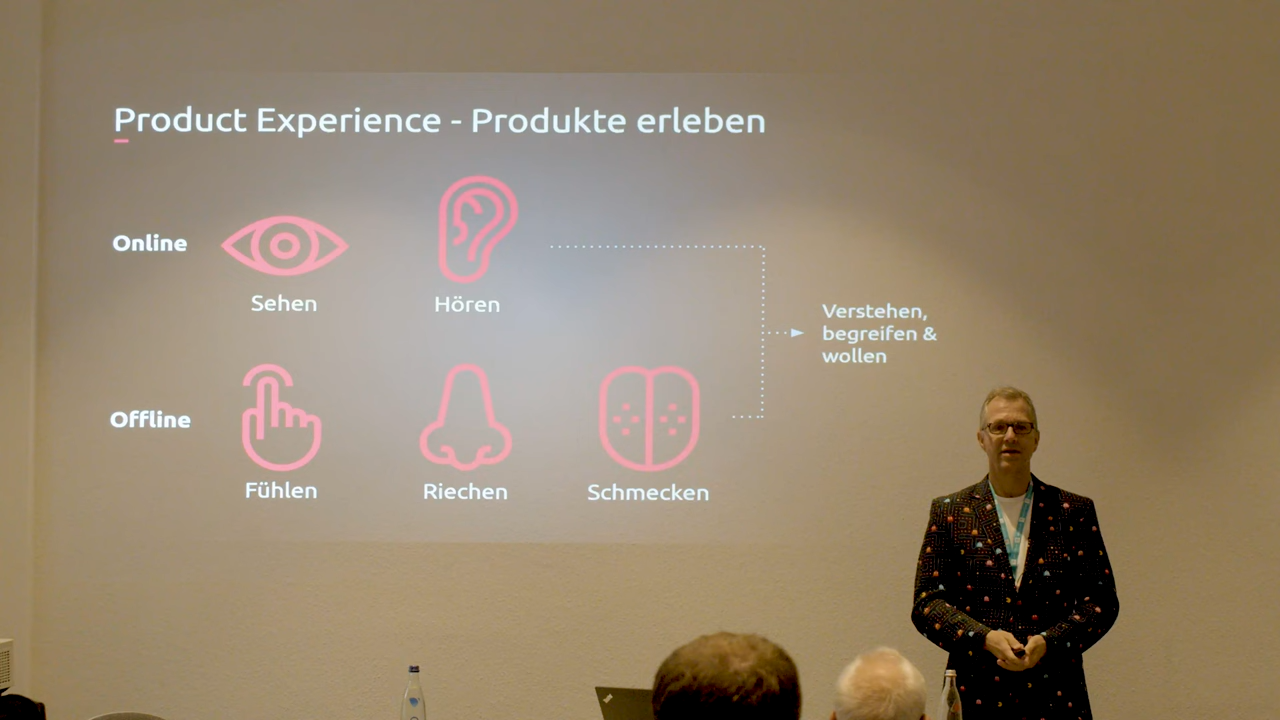 Product Experience - Produkte erleben
Online
Sehen
Hören
Verstehen,
begreifen &
wollen
Offline
Fühlen
Riechen
Schmecken